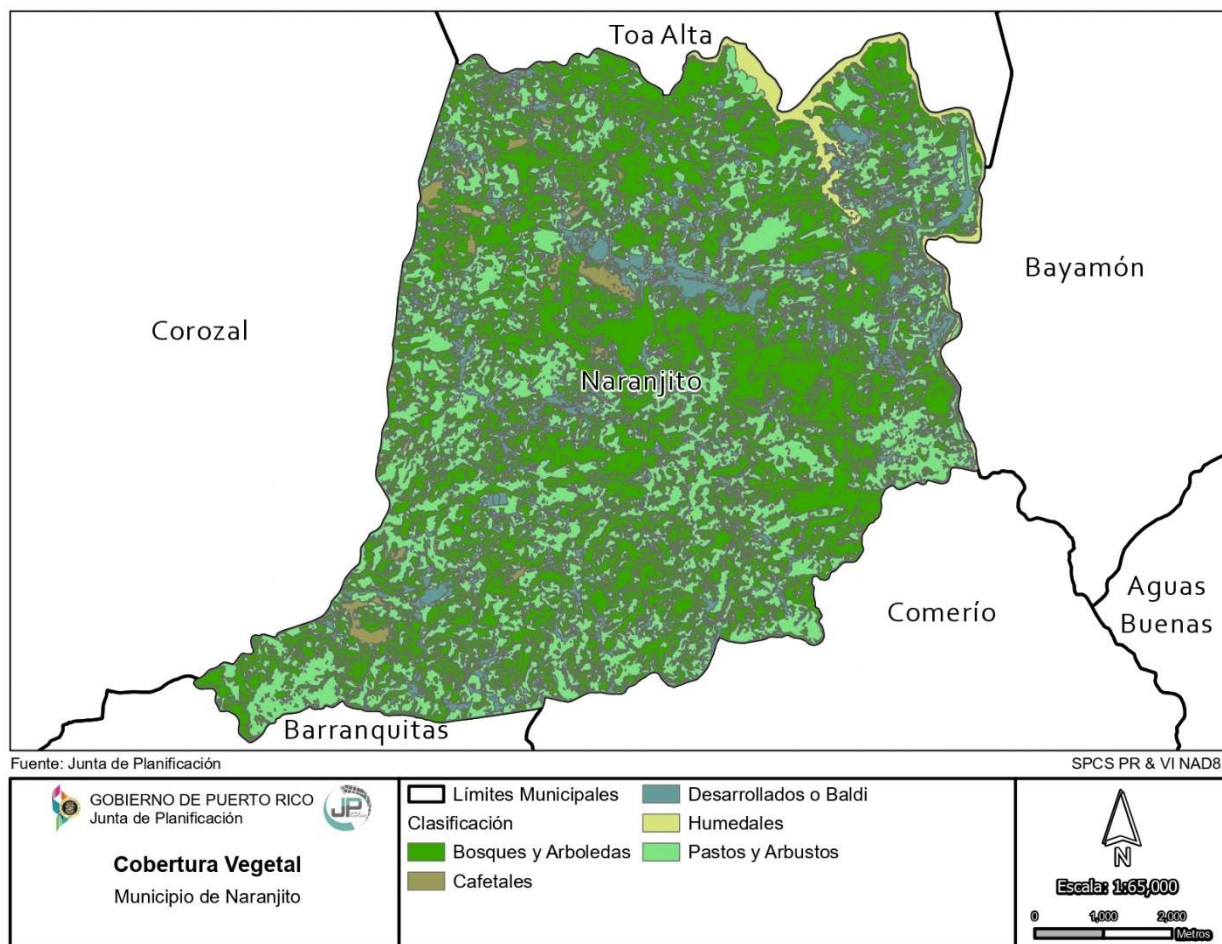 Toa Alta
Bayamón
Corozal
Naranjito
Aguas
Buenas
Comerío
Barranquitas
Fuente: Junta de Planificación
SPCS PR & VI NAD8
GOBIERNO DE PUERTO RICO
Junta de Planificación
JP
Cobertura Vegetal
Municipio de Naranjito
Límites Municipales
Clasificación
Bosques y Arboledas
Cafetales
Desarrollados o Baldi
Humedales
Pastos y Arbustos
N
Escala: 1:65,000
0 1,000 2,000
Metros